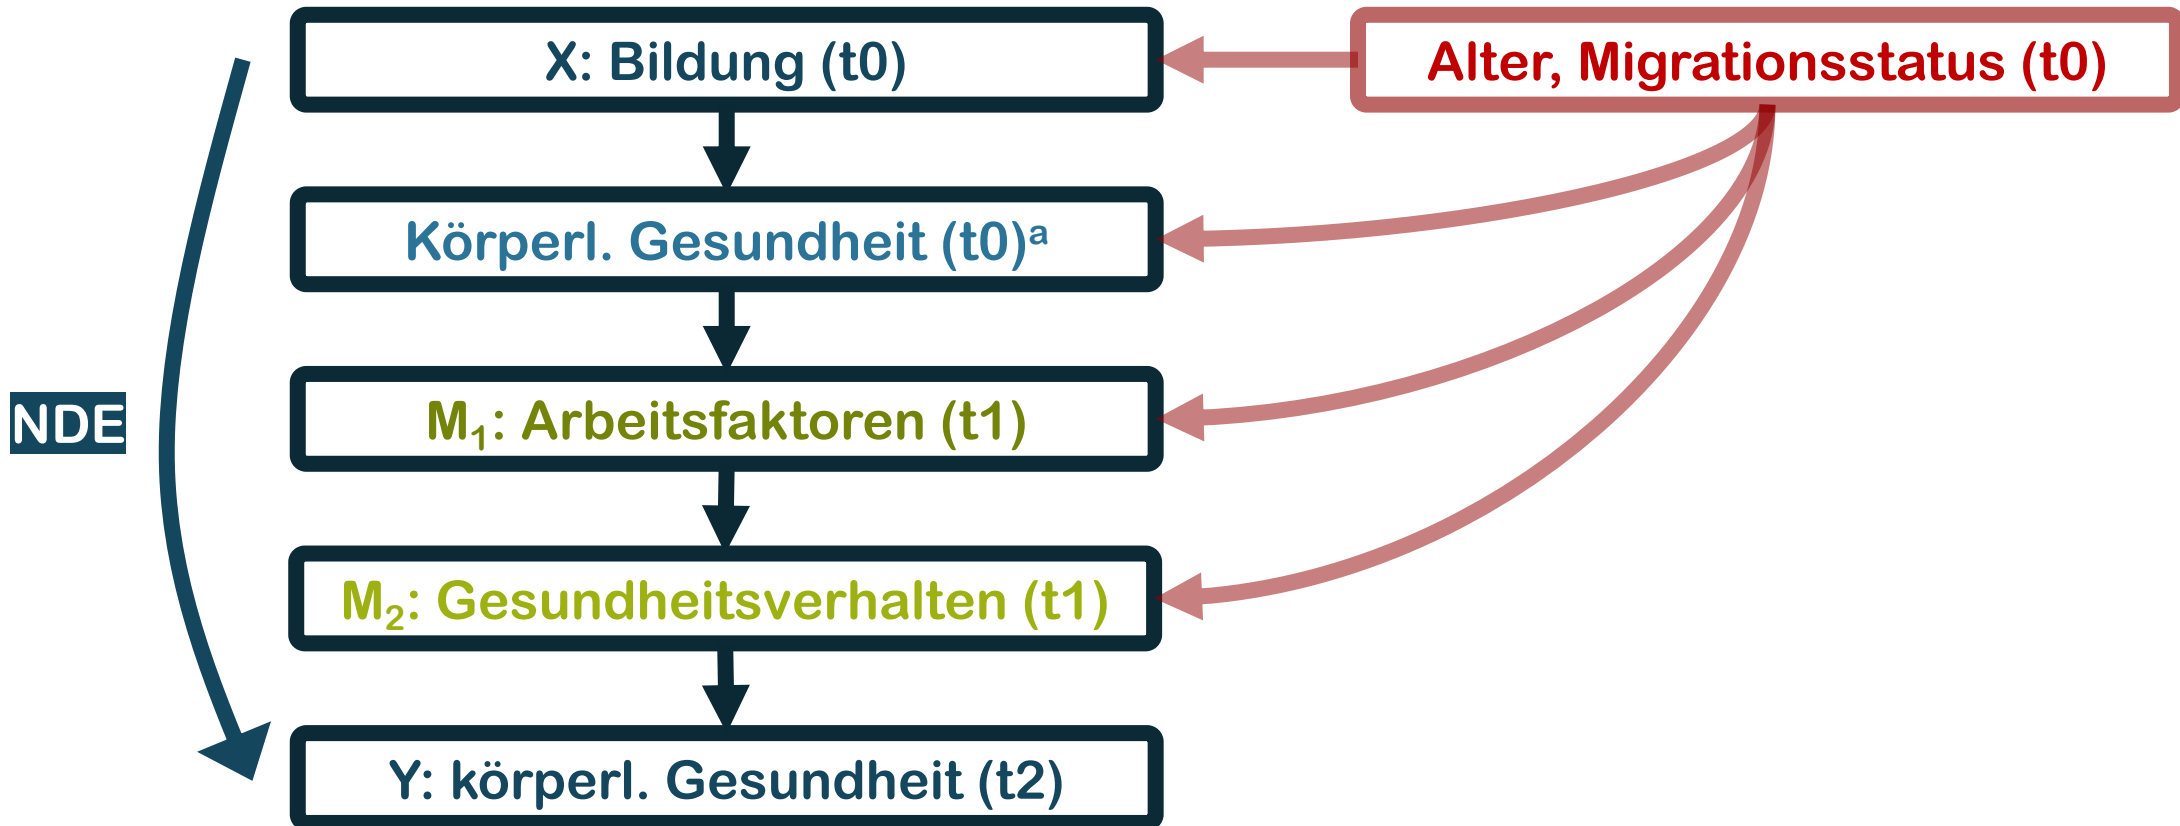 X: Bildung (t0)
Alter, Migrationsstatus (t0)
Körperl. Gesundheit (t0)ª
NDE
M₁: Arbeitsfaktoren (t1)
M₂: Gesundheitsverhalten (t1)
Y: körperl. Gesundheit (t2)